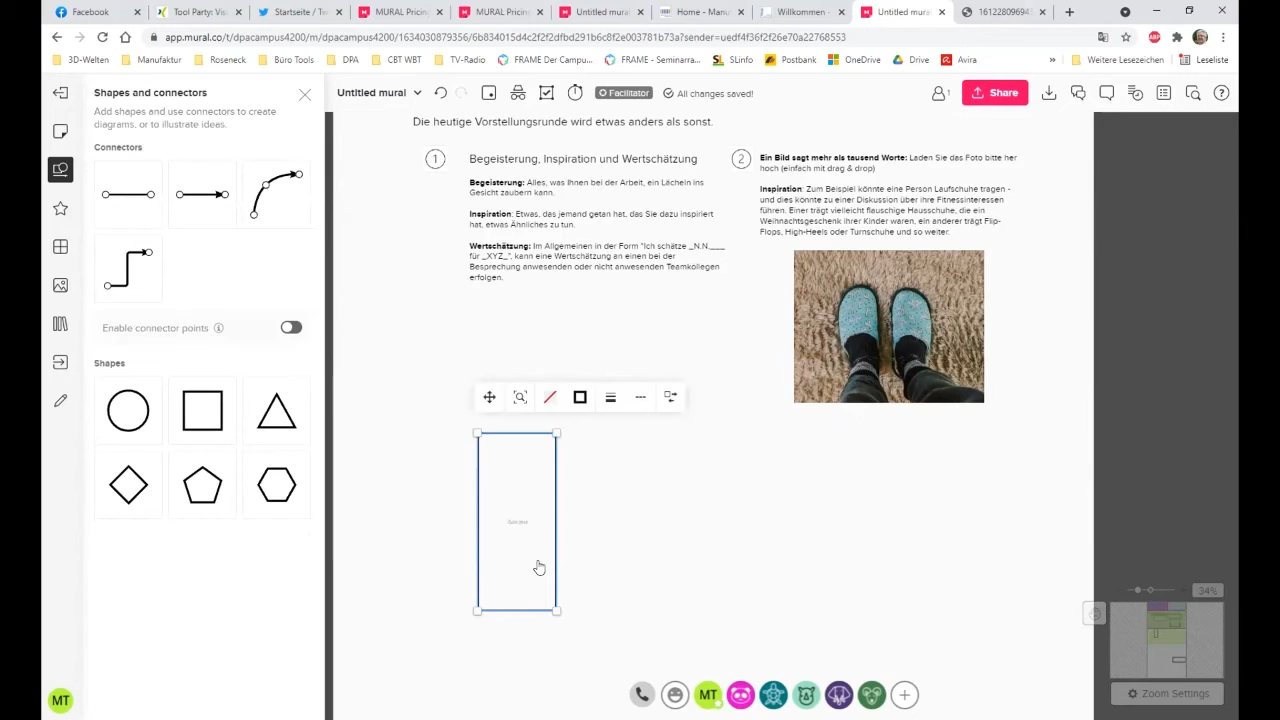 Facebook
Tool Party: Vis
Startseite / Tw
MURAL Pricing
MURAL Pricing
Untitled mural
Home - Manu
Willkommen -
Untitled mural
161228096943
app.mural.co/t/dpacampus4200/m/dpacampus4200/1634030879356/6b834015d4c2f2f2dfbd291b6c8f2e003781b73a?sender=uedf4f36f2f26e70a22768553
3D-Welten
Manufaktur
Roseneck
Büro Tools
DPA
CBT WBT
TV-Radio
FRAME Der Campu...
FRAME - Seminarra...
SLinfo
Postbank
OneDrive
Drive
Avira
»
Weitere Lesezeichen
Leseliste
Shapes and connectors
Add shapes and use connectors to create
diagrams, or to illustrate ideas.
Connectors
Enable connector points
Shapes
MT
Untitled mural
Facilitator
All changes saved!
1
Share
Die heutige Vorstellungsrunde wird etwas anders als sonst.
1
Begeisterung, Inspiration und Wertschätzung
Begeisterung: Alles, was Ihnen bei der Arbeit, ein Lächeln ins
Gesicht zaubern kann.
Inspiration: Etwas, das jemand getan hat, das Sie dazu inspiriert
hat, etwas Ähnliches zu tun.
Wertschätzung: Im Allgemeinen in der Form "Ich schätze _N.N.___
für _XYZ_", kann eine Wertschätzung an einen bei der
Besprechung anwesenden oder nicht anwesenden Teamkollegen
erfolgen.
2
Ein Bild sagt mehr als tausend Worte: Laden Sie das Foto bitte her
hoch (einfach mit drag & drop)
Inspiration: Zum Beispiel könnte eine Person Laufschuhe tragen -
und dies könnte zu einer Diskussion über ihre Fitnessinteressen
führen. Einer trägt vielleicht flauschige Hausschuhe, die ein
Weihnachtsgeschenk ihrer Kinder waren, ein anderer trägt Flip-
Flops, High-Heels oder Turnschuhe und so weiter.
34%
Zoom Settings
MT